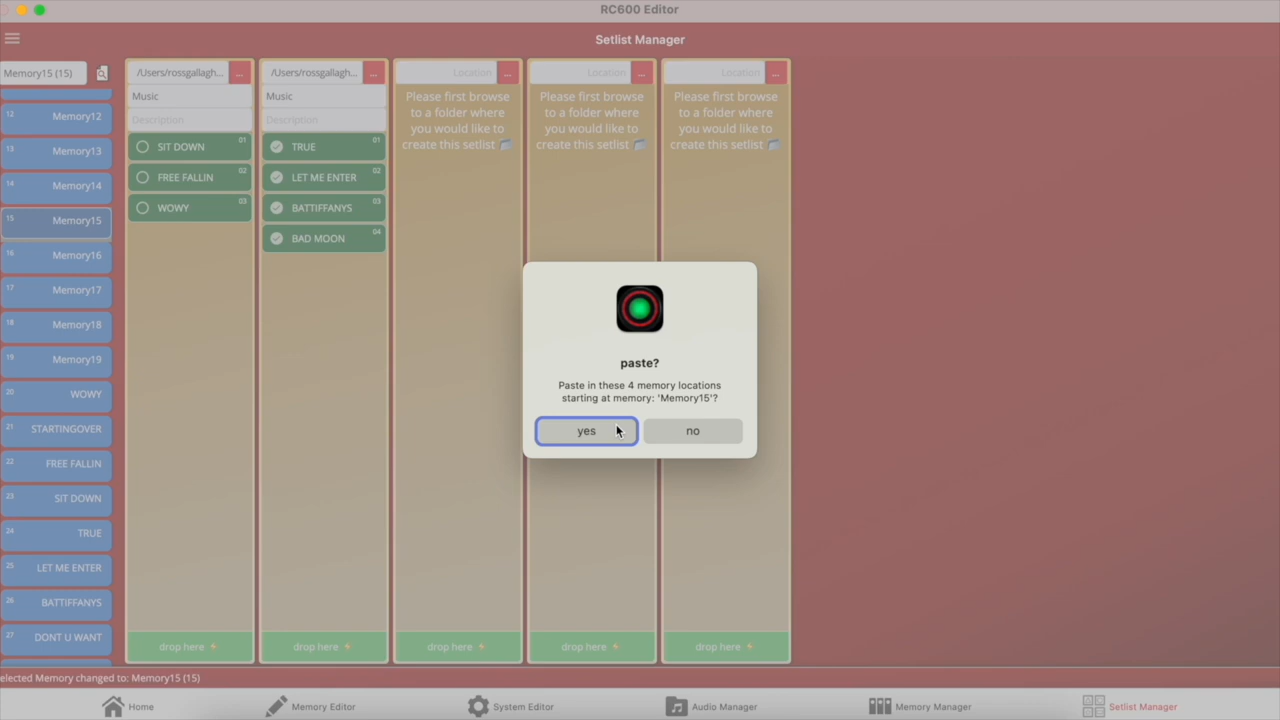 RC600 Editor
Setlist Manager
Memory15 (15)
12 Memory12
13 Memory13
14 Memory14
15 Memory15
16 Memory16
17 Memory17
18 Memory18
19 Memory19
20 WOWY
21 STARTINGOVER
22 FREE FALLIN
23 SIT DOWN
24 TRUE
25 LET ME ENTER
26 BATTIFFANYS
27 DONT U WANT
/Users/rossgallagh... ...
Music
Description
SIT DOWN 01
FREE FALLIN 02
WOWY 03
drop here
/Users/rossgallagh... ...
Music
Description
TRUE 01
LET ME ENTER 02
BATTIFFANYS 03
BAD MOON 04
drop here
Location ...
Please first browse
to a folder where
you would like to
create this setlist
drop here
Location ...
Please first browse
to a folder where
you would like to
create this setlist
drop here
Location ...
Please first browse
to a folder where
you would like to
create this setlist
drop here
paste?
Paste in these 4 memory locations
starting at memory: 'Memory15'?
yes
no
elected Memory changed to: Memory15 (15)
Home
Memory Editor
System Editor
Audio Manager
Memory Manager
Setlist Manager